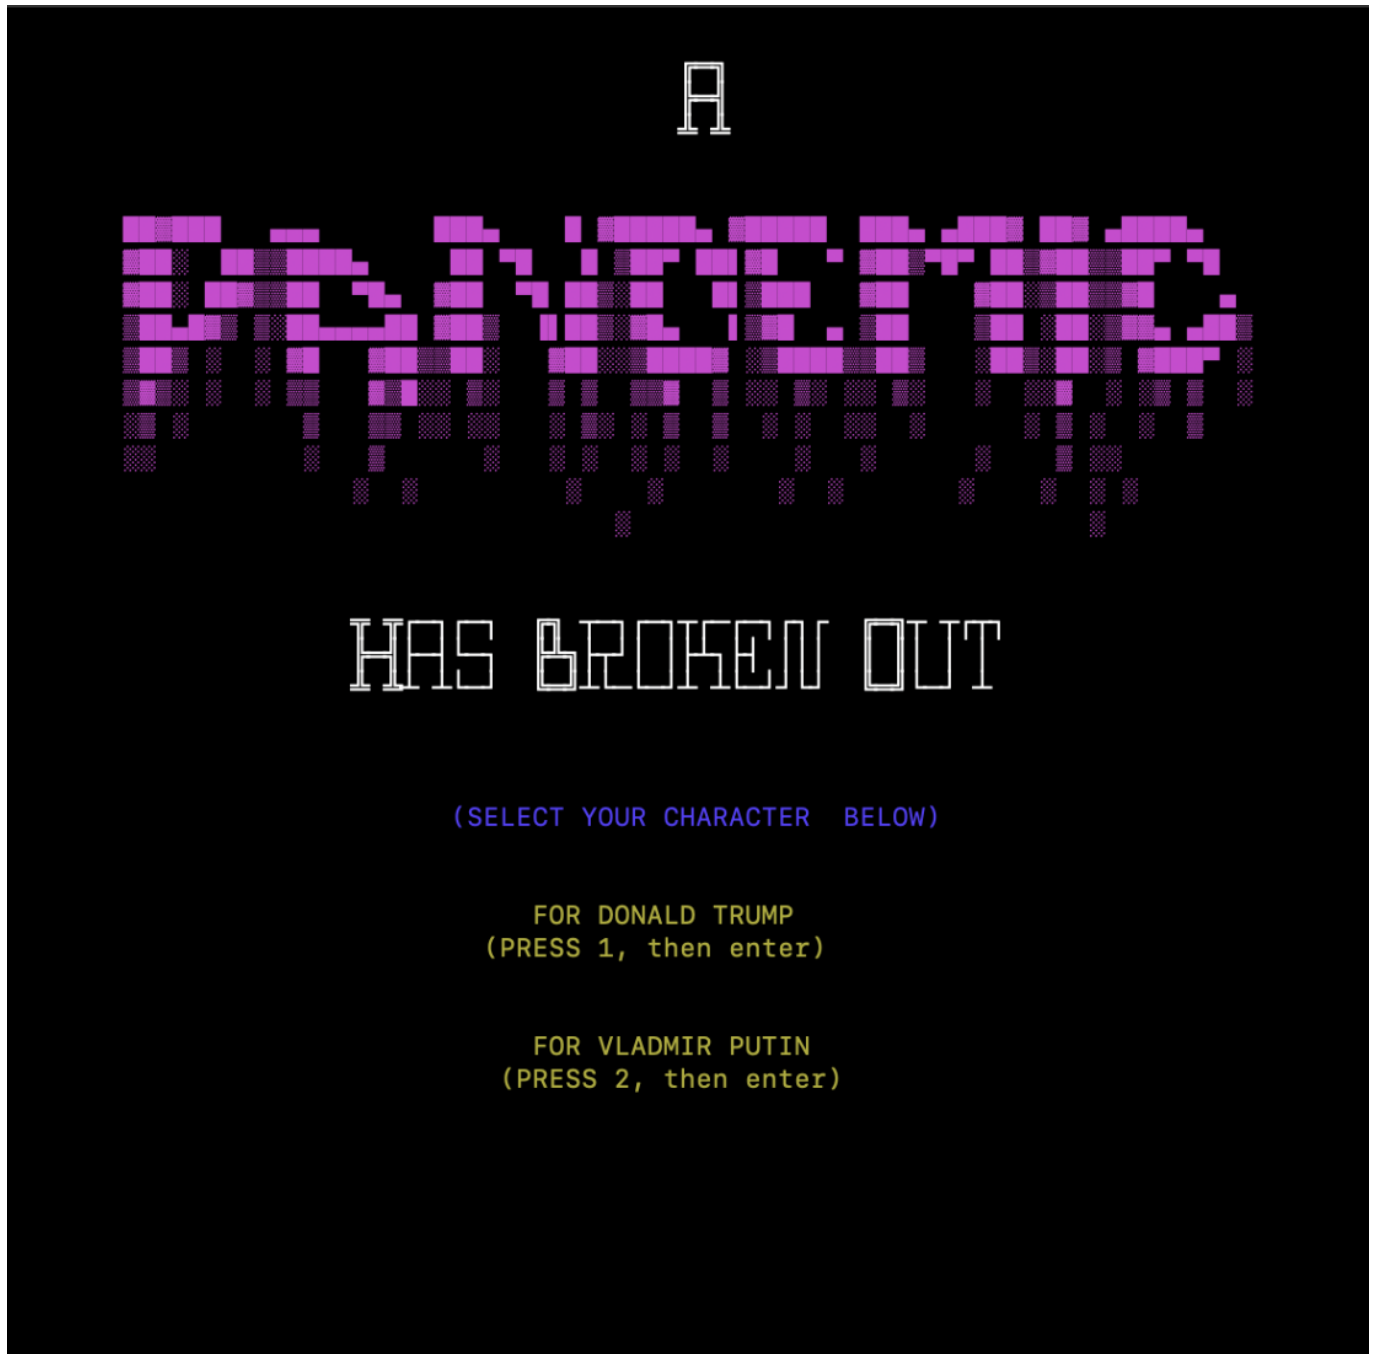 A
PANDEMIC
HAS BROKEN OUT
(SELECT YOUR CHARACTER  BELOW)
FOR DONALD TRUMP
(PRESS 1, then enter)
FOR VLADMIR PUTIN
(PRESS 2, then enter)